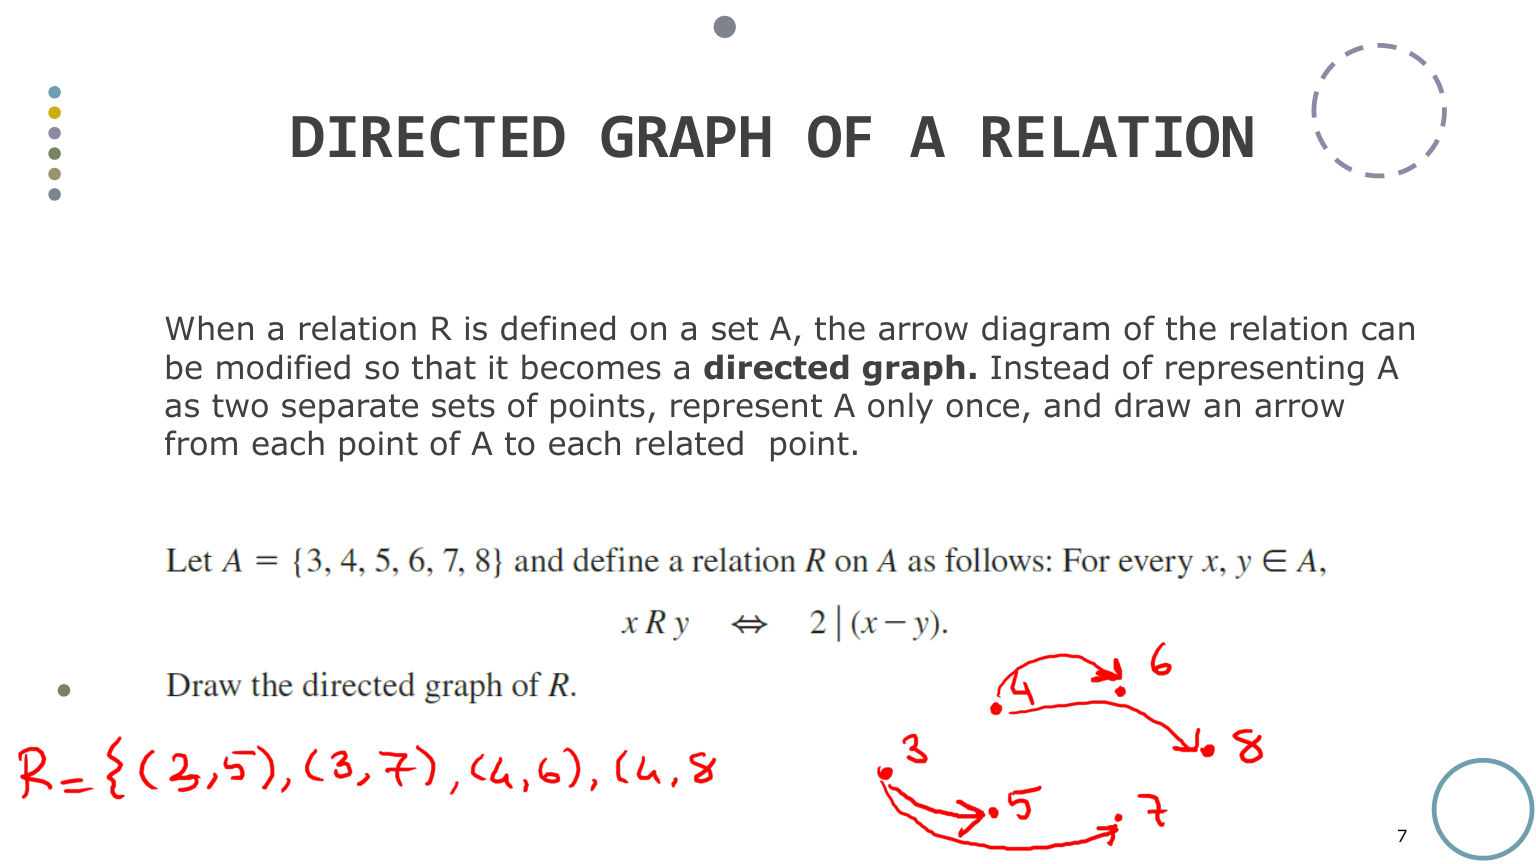 DIRECTED GRAPH OF A RELATION
When a relation R is defined on a set A, the arrow diagram of the relation can
be modified so that it becomes a directed graph. Instead of representing A
as two separate sets of points, represent A only once, and draw an arrow
from each point of A to each related  point.
Let A = {3, 4, 5, 6, 7, 8} and define a relation R on A as follows: For every x, y ∈ A,
x R y ⇔ 2 | (x − y).
Draw the directed graph of R.
R = {(3,5), (3,7), (4,6), (4,8
4
6
8
3
5
7
7